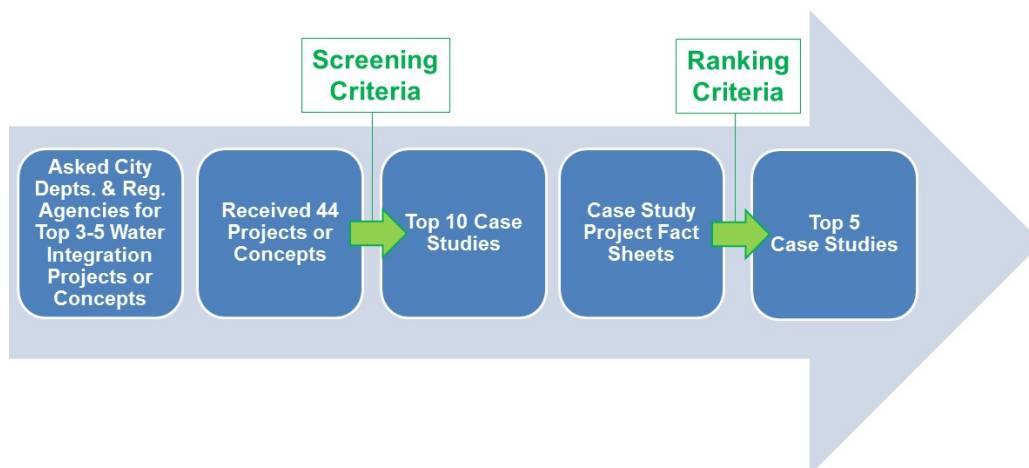 Screening
Criteria
Ranking
Criteria
Asked City
Depts. & Reg.
Agencies for
Top 3-5 Water
Integration
Projects or
Concepts
Received 44
Projects or
Concepts
Top 10 Case
Studies
Case Study
Project Fact
Sheets
Top 5
Case Studies